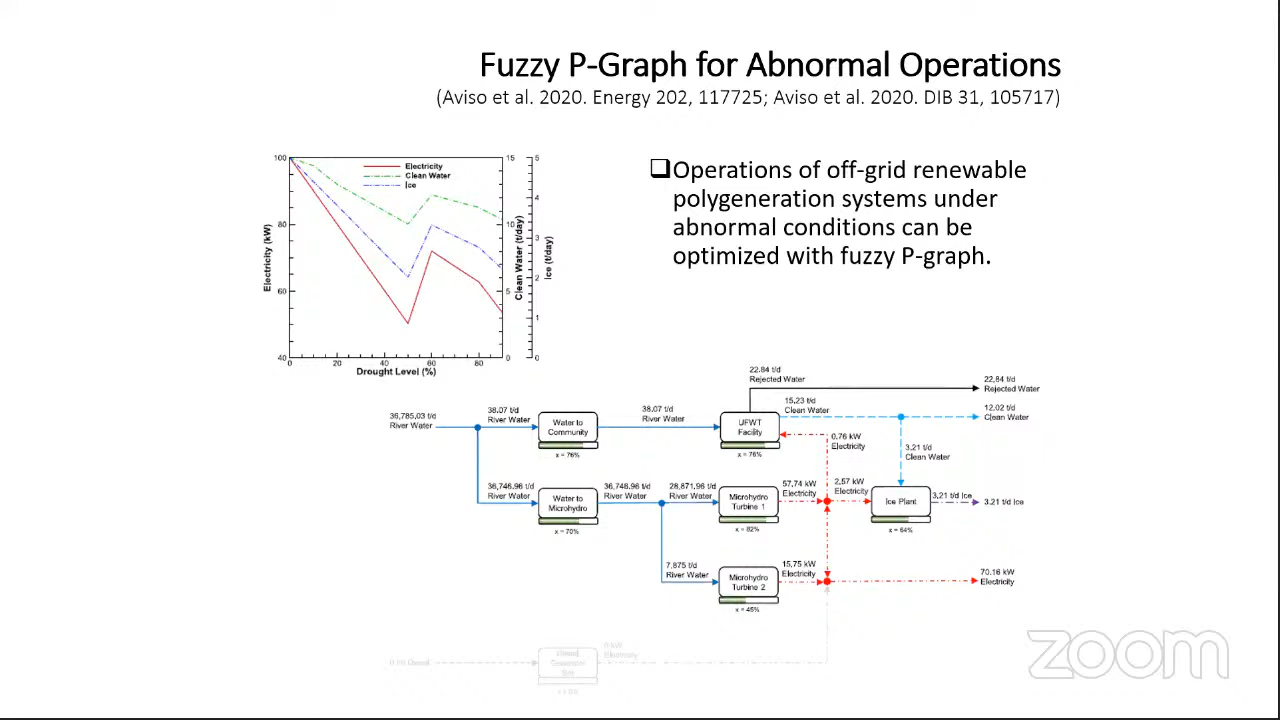 Fuzzy P-Graph for Abnormal Operations
(Aviso et al. 2020. Energy 202, 117725; Aviso et al. 2020. DIB 31, 105717)
❑Operations of off-grid renewable
polygeneration systems under
abnormal conditions can be
optimized with fuzzy P-graph.
Electricity
Clean Water
Ice
100
80
60
40
Electricity (kW)
15
10
5
0
Clean Water (t/day)
5
4
3
2
1
0
Ice (t/day)
0
20
40
60
80
Drought Level (%)
22.84 t/d
Rejected Water
22,84 t/d
Rejected Water
36,785,03 t/d
River Water
38.07 t/d
River Water
Water to
Community
x = 76%
38.07 t/d
River Water
UFWT
Facility
x = 76%
15,23 t/d
Clean Water
12.02 t/d
Clean Water
0.76 kW
Electricity
3.21 t/d
Clean Water
36,746,96 t/d
River Water
Water to
Microhydro
x = 70%
36,746.96 t/d
River Water
28,871,96 t/d
River Water
Microhydro
Turbine 1
x = 82%
57,74 kW
Electricity
2,57 kW
Electricity
Ice Plant
x = 64%
3,21 t/d Ice
3.21 t/d Ice
7,875 t/d
River Water
Microhydro
Turbine 2
x = 45%
15,75 kW
Electricity
70.16 kW
Electricity
0 kW
Electricity
zoom